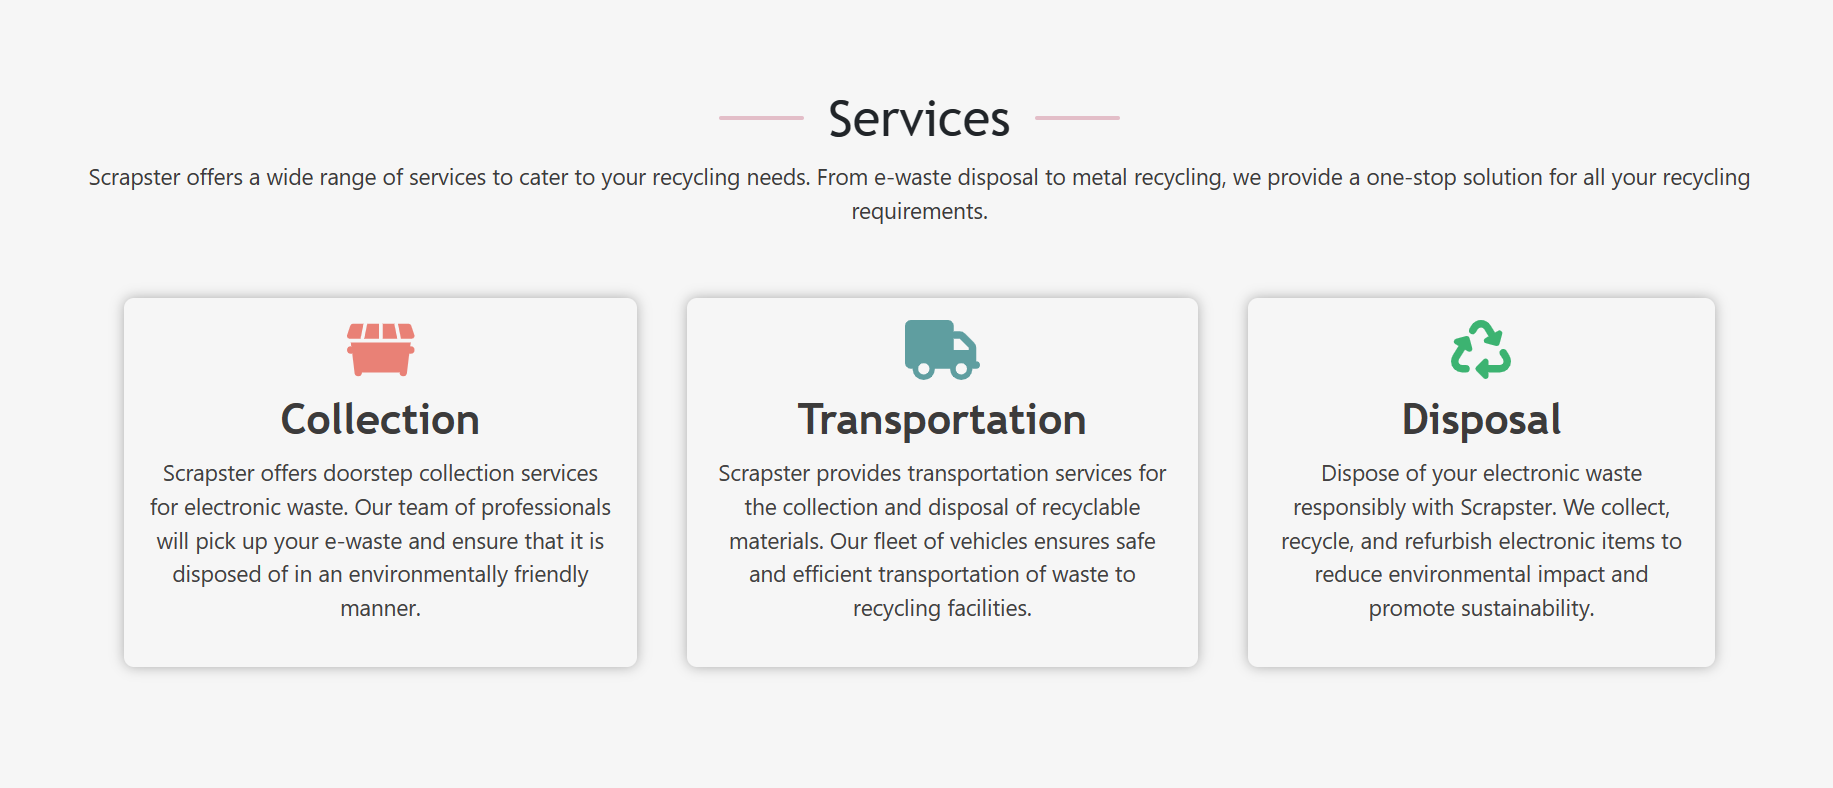 Services
Scrapster offers a wide range of services to cater to your recycling needs. From e-waste disposal to metal recycling, we provide a one-stop solution for all your recycling
requirements.
Collection
Scrapster offers doorstep collection services
for electronic waste. Our team of professionals
will pick up your e-waste and ensure that it is
disposed of in an environmentally friendly
manner.
Transportation
Scrapster provides transportation services for
the collection and disposal of recyclable
materials. Our fleet of vehicles ensures safe
and efficient transportation of waste to
recycling facilities.
Disposal
Dispose of your electronic waste
responsibly with Scrapster. We collect,
recycle, and refurbish electronic items to
reduce environmental impact and
promote sustainability.